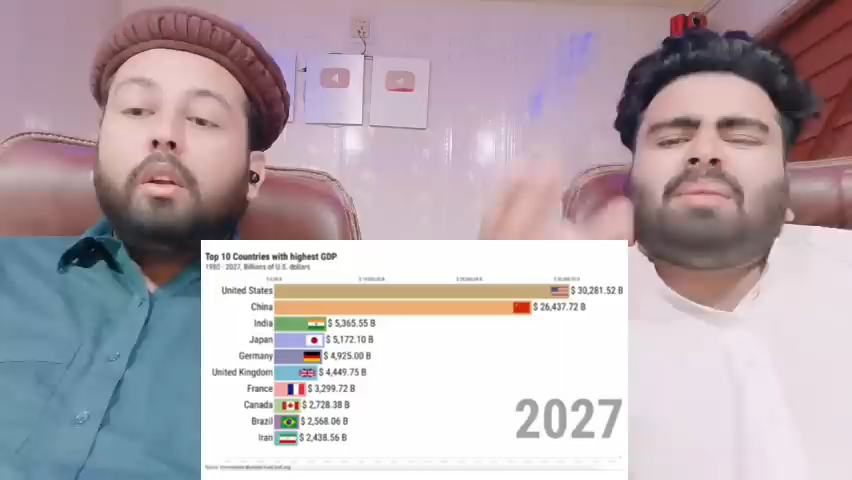 Top 10 Countries with highest GDP
1980 - 2027, Billions of U.S. dollars
United States $ 30,281.52 B
China $ 26,437.72 B
India $ 5,365.55 B
Japan $ 5,172.10 B
Germany $ 4,925.00 B
United Kingdom $ 4,449.75 B
France $ 3,299.72 B
Canada $ 2,728.38 B
Brazil $ 2,568.06 B
Iran $ 2,438.56 B
2027